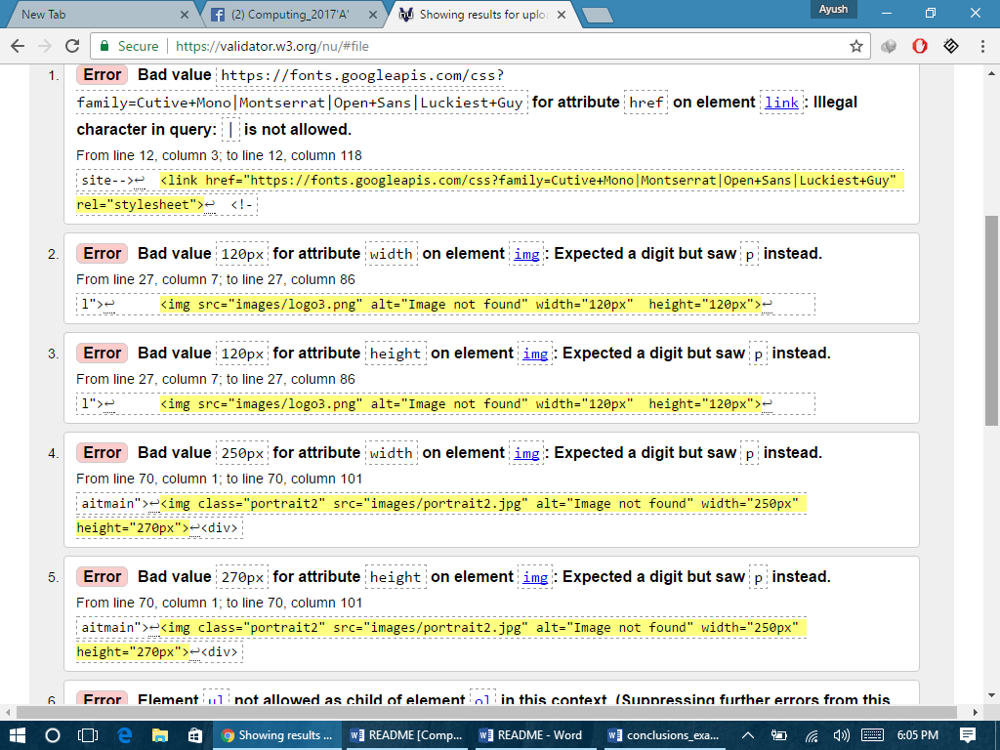 New Tab
(2) Computing_2017'A'
Showing results for uplo
Ayush
Secure
https://validator.w3.org/nu/#file
1. Error Bad value https://fonts.googleapis.com/css?
family=Cutive+Mono|Montserrat|Open+Sans|Luckiest+Guy for attribute href on element link: Illegal
character in query: | is not allowed.
From line 12, column 3; to line 12, column 118
site-->↩ <link href="https://fonts.googleapis.com/css?family=Cutive+Mono|Montserrat|Open+Sans|Luckiest+Guy"
rel="stylesheet">↩ <!-
2. Error Bad value 120px for attribute width on element img: Expected a digit but saw p instead.
From line 27, column 7; to line 27, column 86
l">↩ <img src="images/logo3.png" alt="Image not found" width="120px" height="120px">↩
3. Error Bad value 120px for attribute height on element img: Expected a digit but saw p instead.
From line 27, column 7; to line 27, column 86
l">↩ <img src="images/logo3.png" alt="Image not found" width="120px" height="120px">↩
4. Error Bad value 250px for attribute width on element img: Expected a digit but saw p instead.
From line 70, column 1; to line 70, column 101
aitmain">↩<img class="portrait2" src="images/portrait2.jpg" alt="Image not found" width="250px"
height="270px">↩<div>
5. Error Bad value 270px for attribute height on element img: Expected a digit but saw p instead.
From line 70, column 1; to line 70, column 101
aitmain">↩<img class="portrait2" src="images/portrait2.jpg" alt="Image not found" width="250px"
height="270px">↩<div>
6. Error Element ul not allowed as child of element ol in this context. (Suppressing further errors from this
Showing results ...
README [Comp...
README - Word
conclusions_exa...
6:05 PM